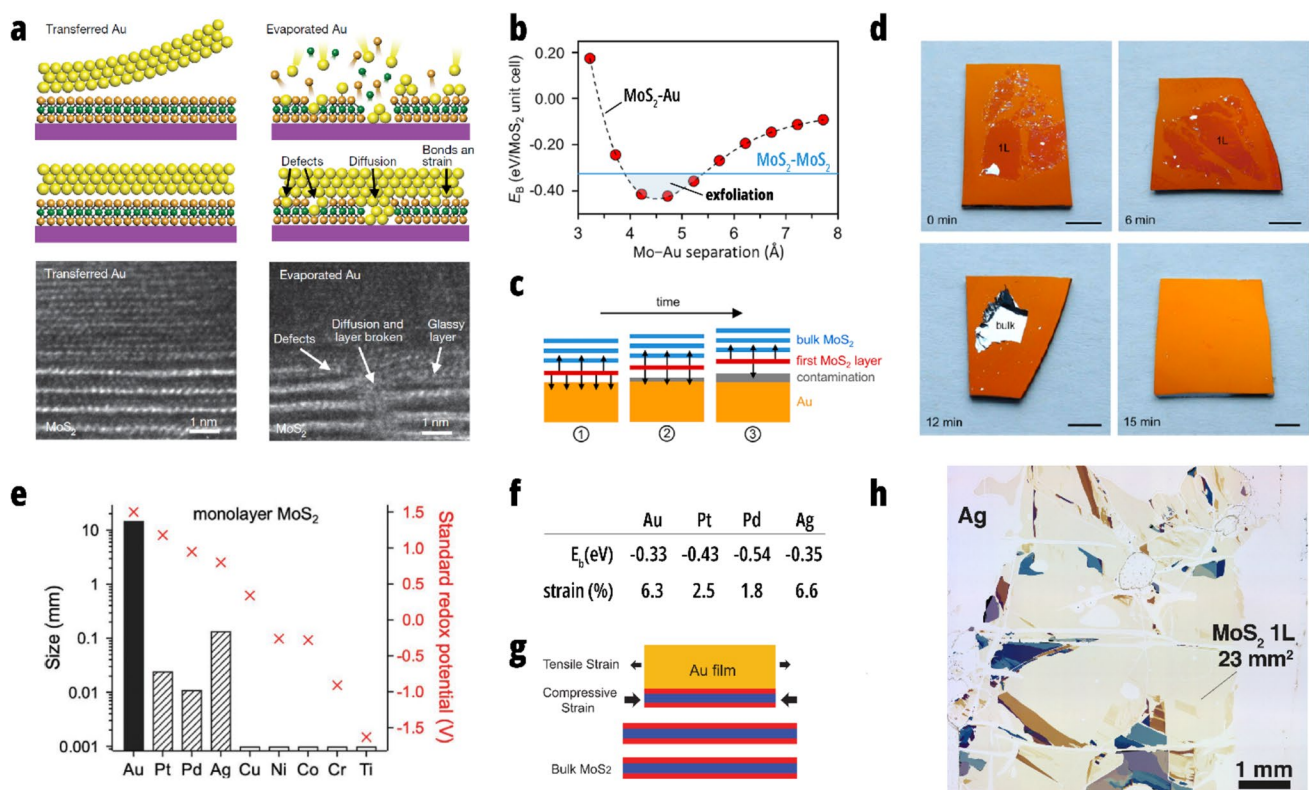 a
Transferred Au
Evaporated Au
Defects
Diffusion
Bonds an
strain
Transferred Au
MoS2
1 nm
Evaporated Au
Defects
Diffusion and
layer broken
Glassy
layer
MoS2
1 nm
b
EB (eV/MoS2 unit cell)
0.20
0.00
-0.20
-0.40
MoS2-Au
MoS2-MoS2
exfoliation
3 4 5 6 7 8
Mo–Au separation (Å)
c
time
bulk MoS2
first MoS2 layer
contamination
Au
① ② ③
d
1L
0 min
1L
6 min
bulk
12 min
15 min
e
monolayer MoS2
Size (mm)
10
1
0.1
0.01
0.001
Standard redox potential (V)
1.5
1.0
0.5
0.0
-0.5
-1.0
-1.5
Au Pt Pd Ag Cu Ni Co Cr Ti
f
Au Pt Pd Ag
Eb(eV) -0.33 -0.43 -0.54 -0.35
strain (%) 6.3 2.5 1.8 6.6
g
Tensile Strain
Au film
Compressive
Strain
Bulk MoS2
h
Ag
MoS2 1L
23 mm²
1 mm